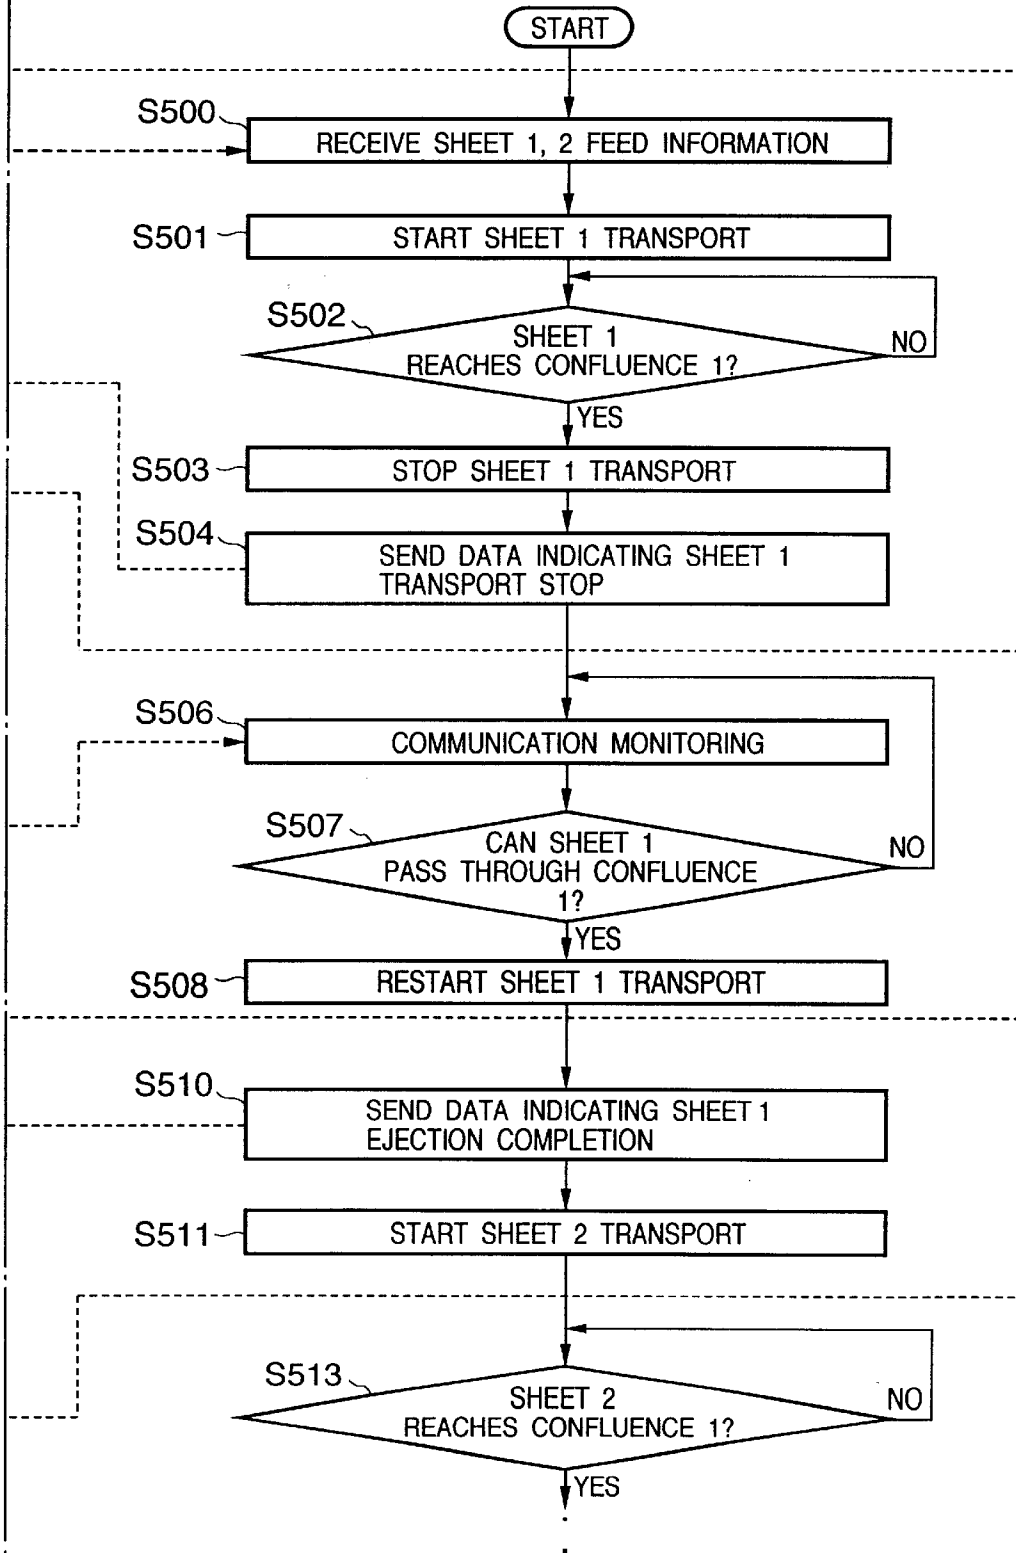 START
S500
RECEIVE SHEET 1, 2 FEED INFORMATION
S501
START SHEET 1 TRANSPORT
S502
SHEET 1
REACHES CONFLUENCE 1?
NO
YES
S503
STOP SHEET 1 TRANSPORT
S504
SEND DATA INDICATING SHEET 1
TRANSPORT STOP
S506
COMMUNICATION MONITORING
S507
CAN SHEET 1
PASS THROUGH CONFLUENCE
1?
NO
YES
S508
RESTART SHEET 1 TRANSPORT
S510
SEND DATA INDICATING SHEET 1
EJECTION COMPLETION
S511
START SHEET 2 TRANSPORT
S513
SHEET 2
REACHES CONFLUENCE 1?
NO
YES